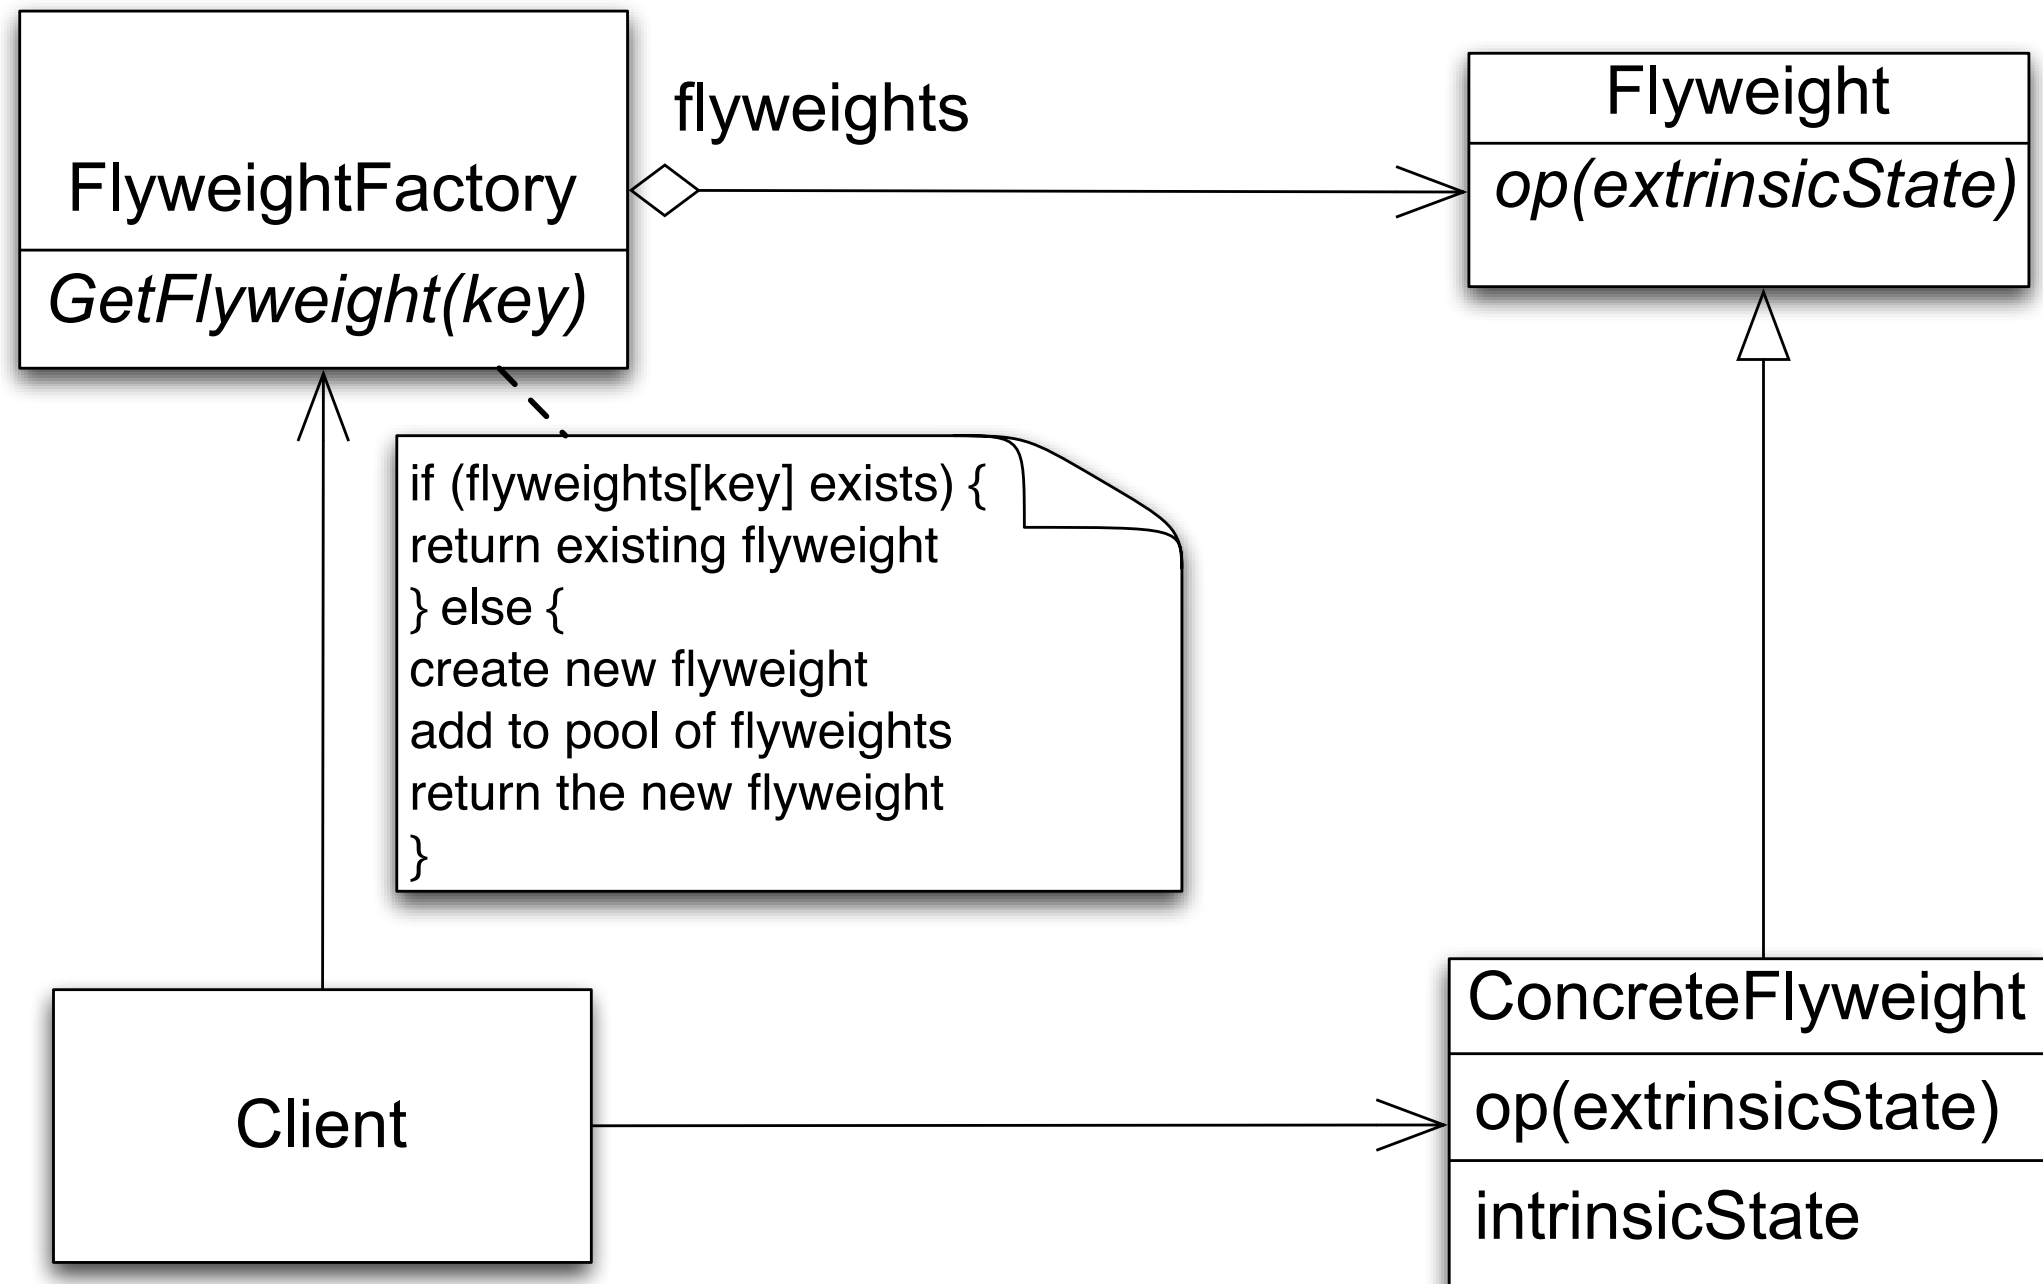 flyweights
Flyweight
op(extrinsicState)
FlyweightFactory
GetFlyweight(key)
if (flyweights[key] exists) {
return existing flyweight
} else {
create new flyweight
add to pool of flyweights
return the new flyweight
}
Client
ConcreteFlyweight
op(extrinsicState)
intrinsicState